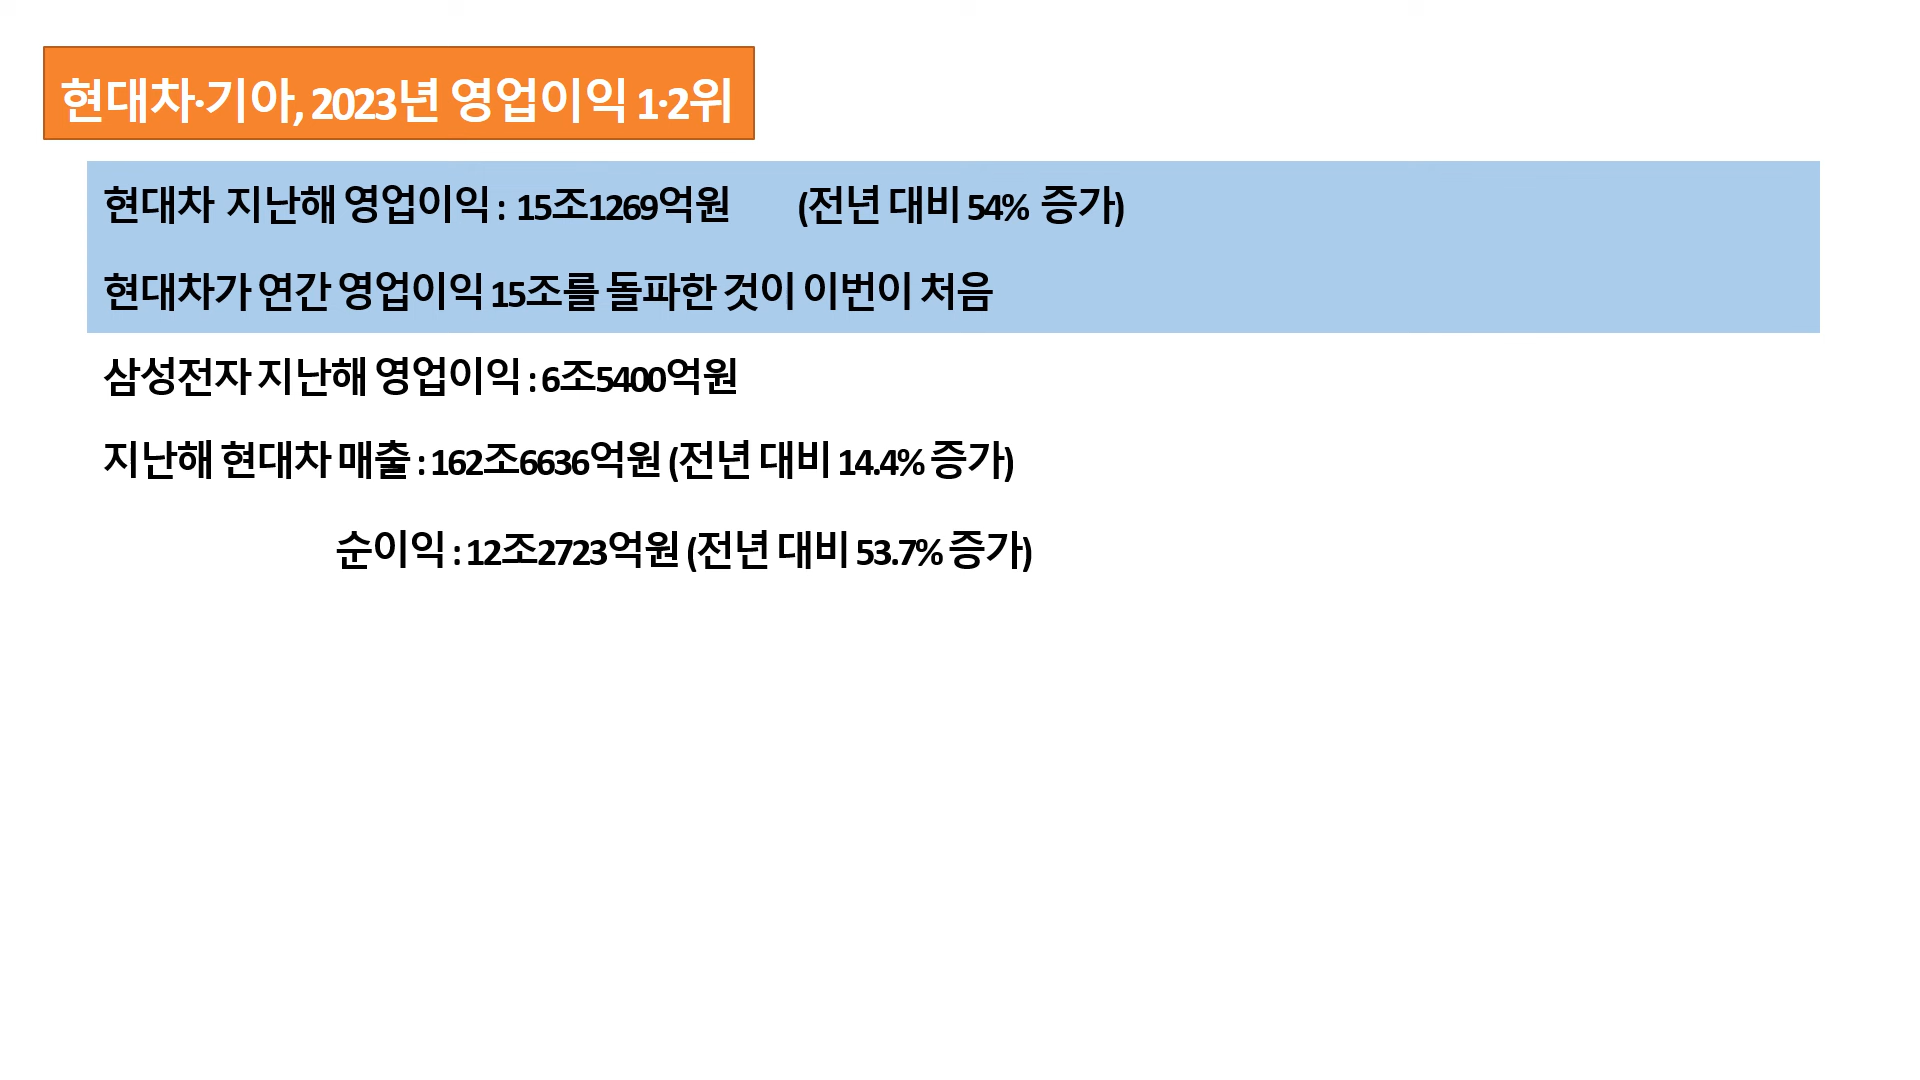 현대차·기아, 2023년 영업이익 1·2위
현대차 지난해 영업이익 : 15조1269억원 (전년 대비 54% 증가)
현대차가 연간 영업이익 15조를 돌파한 것이 이번이 처음
삼성전자 지난해 영업이익 : 6조5400억원
지난해 현대차 매출 : 162조6636억원 (전년 대비 14.4% 증가)
순이익 : 12조2723억원 (전년 대비 53.7% 증가)